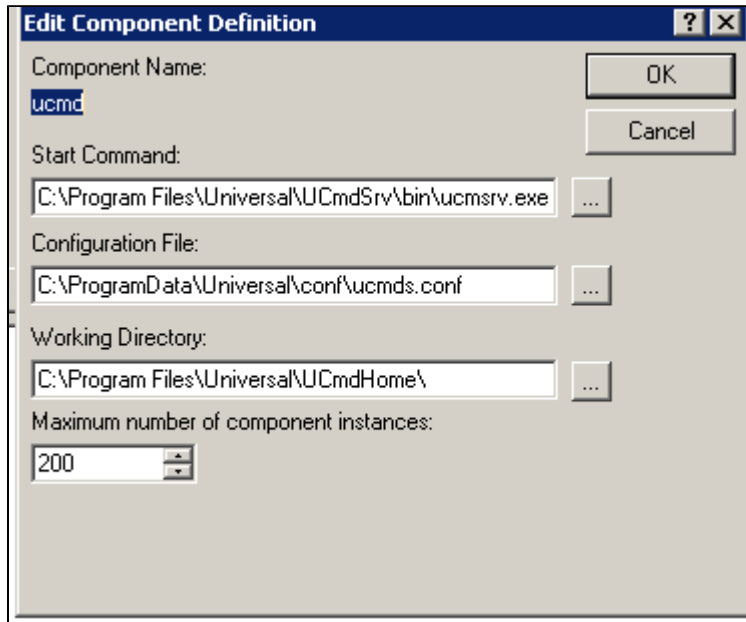 Edit Component Definition
Component Name:
ucmd
OK
Cancel
Start Command:
C:\Program Files\Universal\UCmdSrv\bin\ucmsrv.exe
...
Configuration File:
C:\ProgramData\Universal\conf\ucmds.conf
...
Working Directory:
C:\Program Files\Universal\UCmdHome\
...
Maximum number of component instances:
200